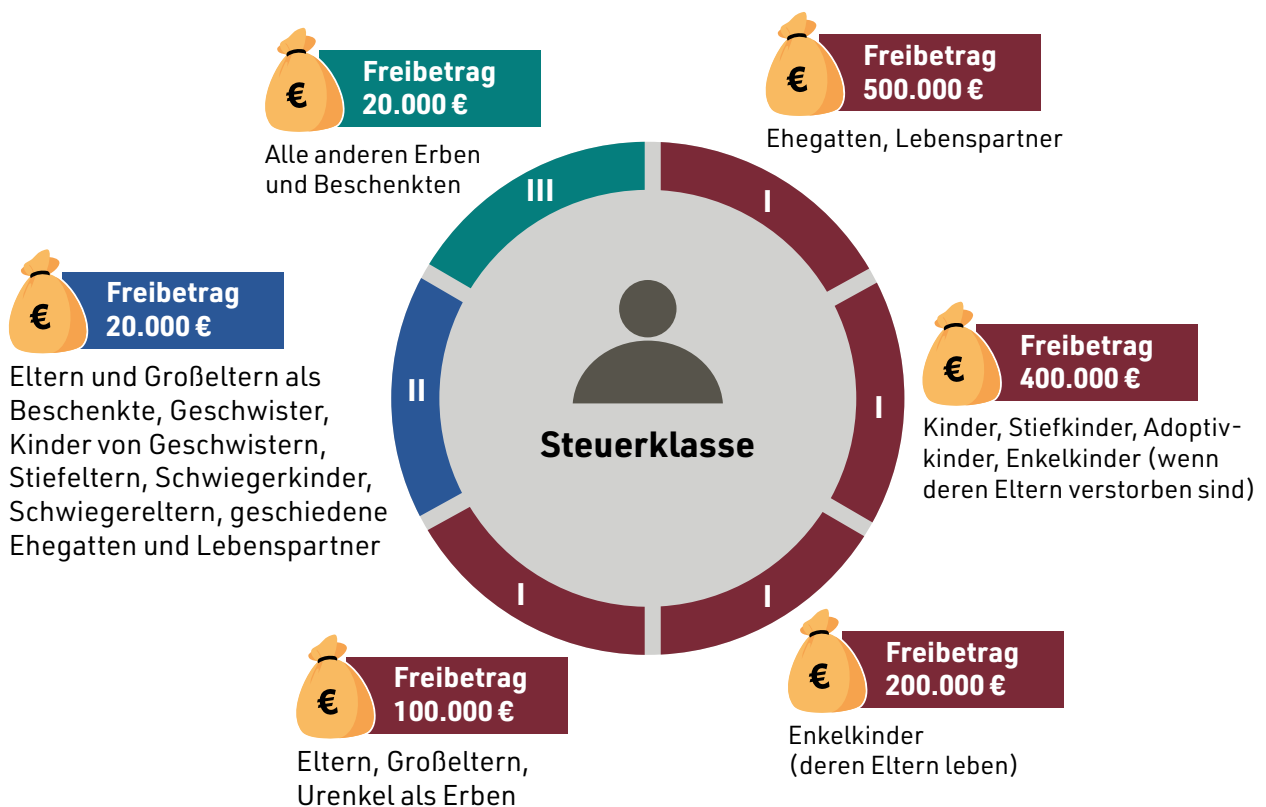 €
Freibetrag
20.000 €
Alle anderen Erben
und Beschenkten
€
Freibetrag
500.000 €
Ehegatten, Lebenspartner
III
I
€
Freibetrag
20.000 €
Eltern und Großeltern als
Beschenkte, Geschwister,
Kinder von Geschwistern,
Stiefeltern, Schwiegerkinder,
Schwiegereltern, geschiedene
Ehegatten und Lebenspartner
II
Steuerklasse
I
€
Freibetrag
400.000 €
Kinder, Stiefkinder, Adoptiv-
kinder, Enkelkinder (wenn
deren Eltern verstorben sind)
I
I
€
Freibetrag
100.000 €
Eltern, Großeltern,
Urenkel als Erben
€
Freibetrag
200.000 €
Enkelkinder
(deren Eltern leben)